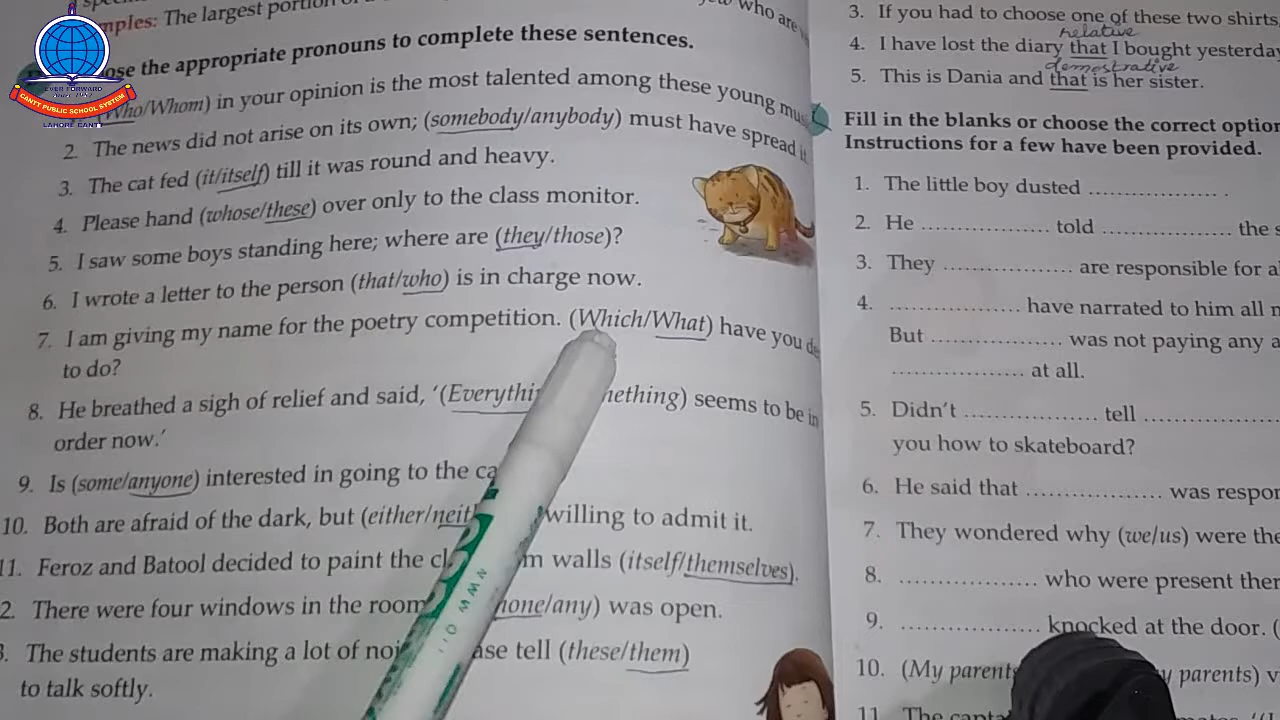 EVER FORWARD
CANTT PUBLIC SCHOOL SYSTEM
LAHORE CANTT
mples: The largest portion
ose the appropriate pronouns to complete these sentences.
(Who/Whom) in your opinion is the most talented among these young
2. The news did not arise on its own; (somebody/anybody) must have spread it
3. The cat fed (it/itself) till it was round and heavy.
4. Please hand (whose/these) over only to the class monitor.
5. I saw some boys standing here; where are (they/those)?
6. I wrote a letter to the person (that/who) is in charge now.
7. I am giving my name for the poetry competition. (Which/What) have you de
to do?
8. He breathed a sigh of relief and said, '(Everythi nething) seems to be in
order now.'
9. Is (some/anyone) interested in going to the ca
10. Both are afraid of the dark, but (either/neit willing to admit it.
11. Feroz and Batool decided to paint the cl m walls (itself/themselves).
2. There were four windows in the room none/any) was open.
3. The students are making a lot of noi ase tell (these/them)
to talk softly.
who are
3. If you had to choose one of these two shirts
relative
4. I have lost the diary that I bought yesterday
demostrative
5. This is Dania and that is her sister.
Fill in the blanks or choose the correct option
Instructions for a few have been provided.
1. The little boy dusted .................. .
2. He .................. told .................. the s
3. They .................. are responsible for a
4. .................. have narrated to him all
But .................. was not paying any a
.................. at all.
5. Didn't .................. tell ..................
you how to skateboard?
6. He said that .................. was respon
7. They wondered why (we/us) were the
8. .................. who were present ther
9. .................. knocked at the door. (
10. (My parents y parents) v
11. The capta